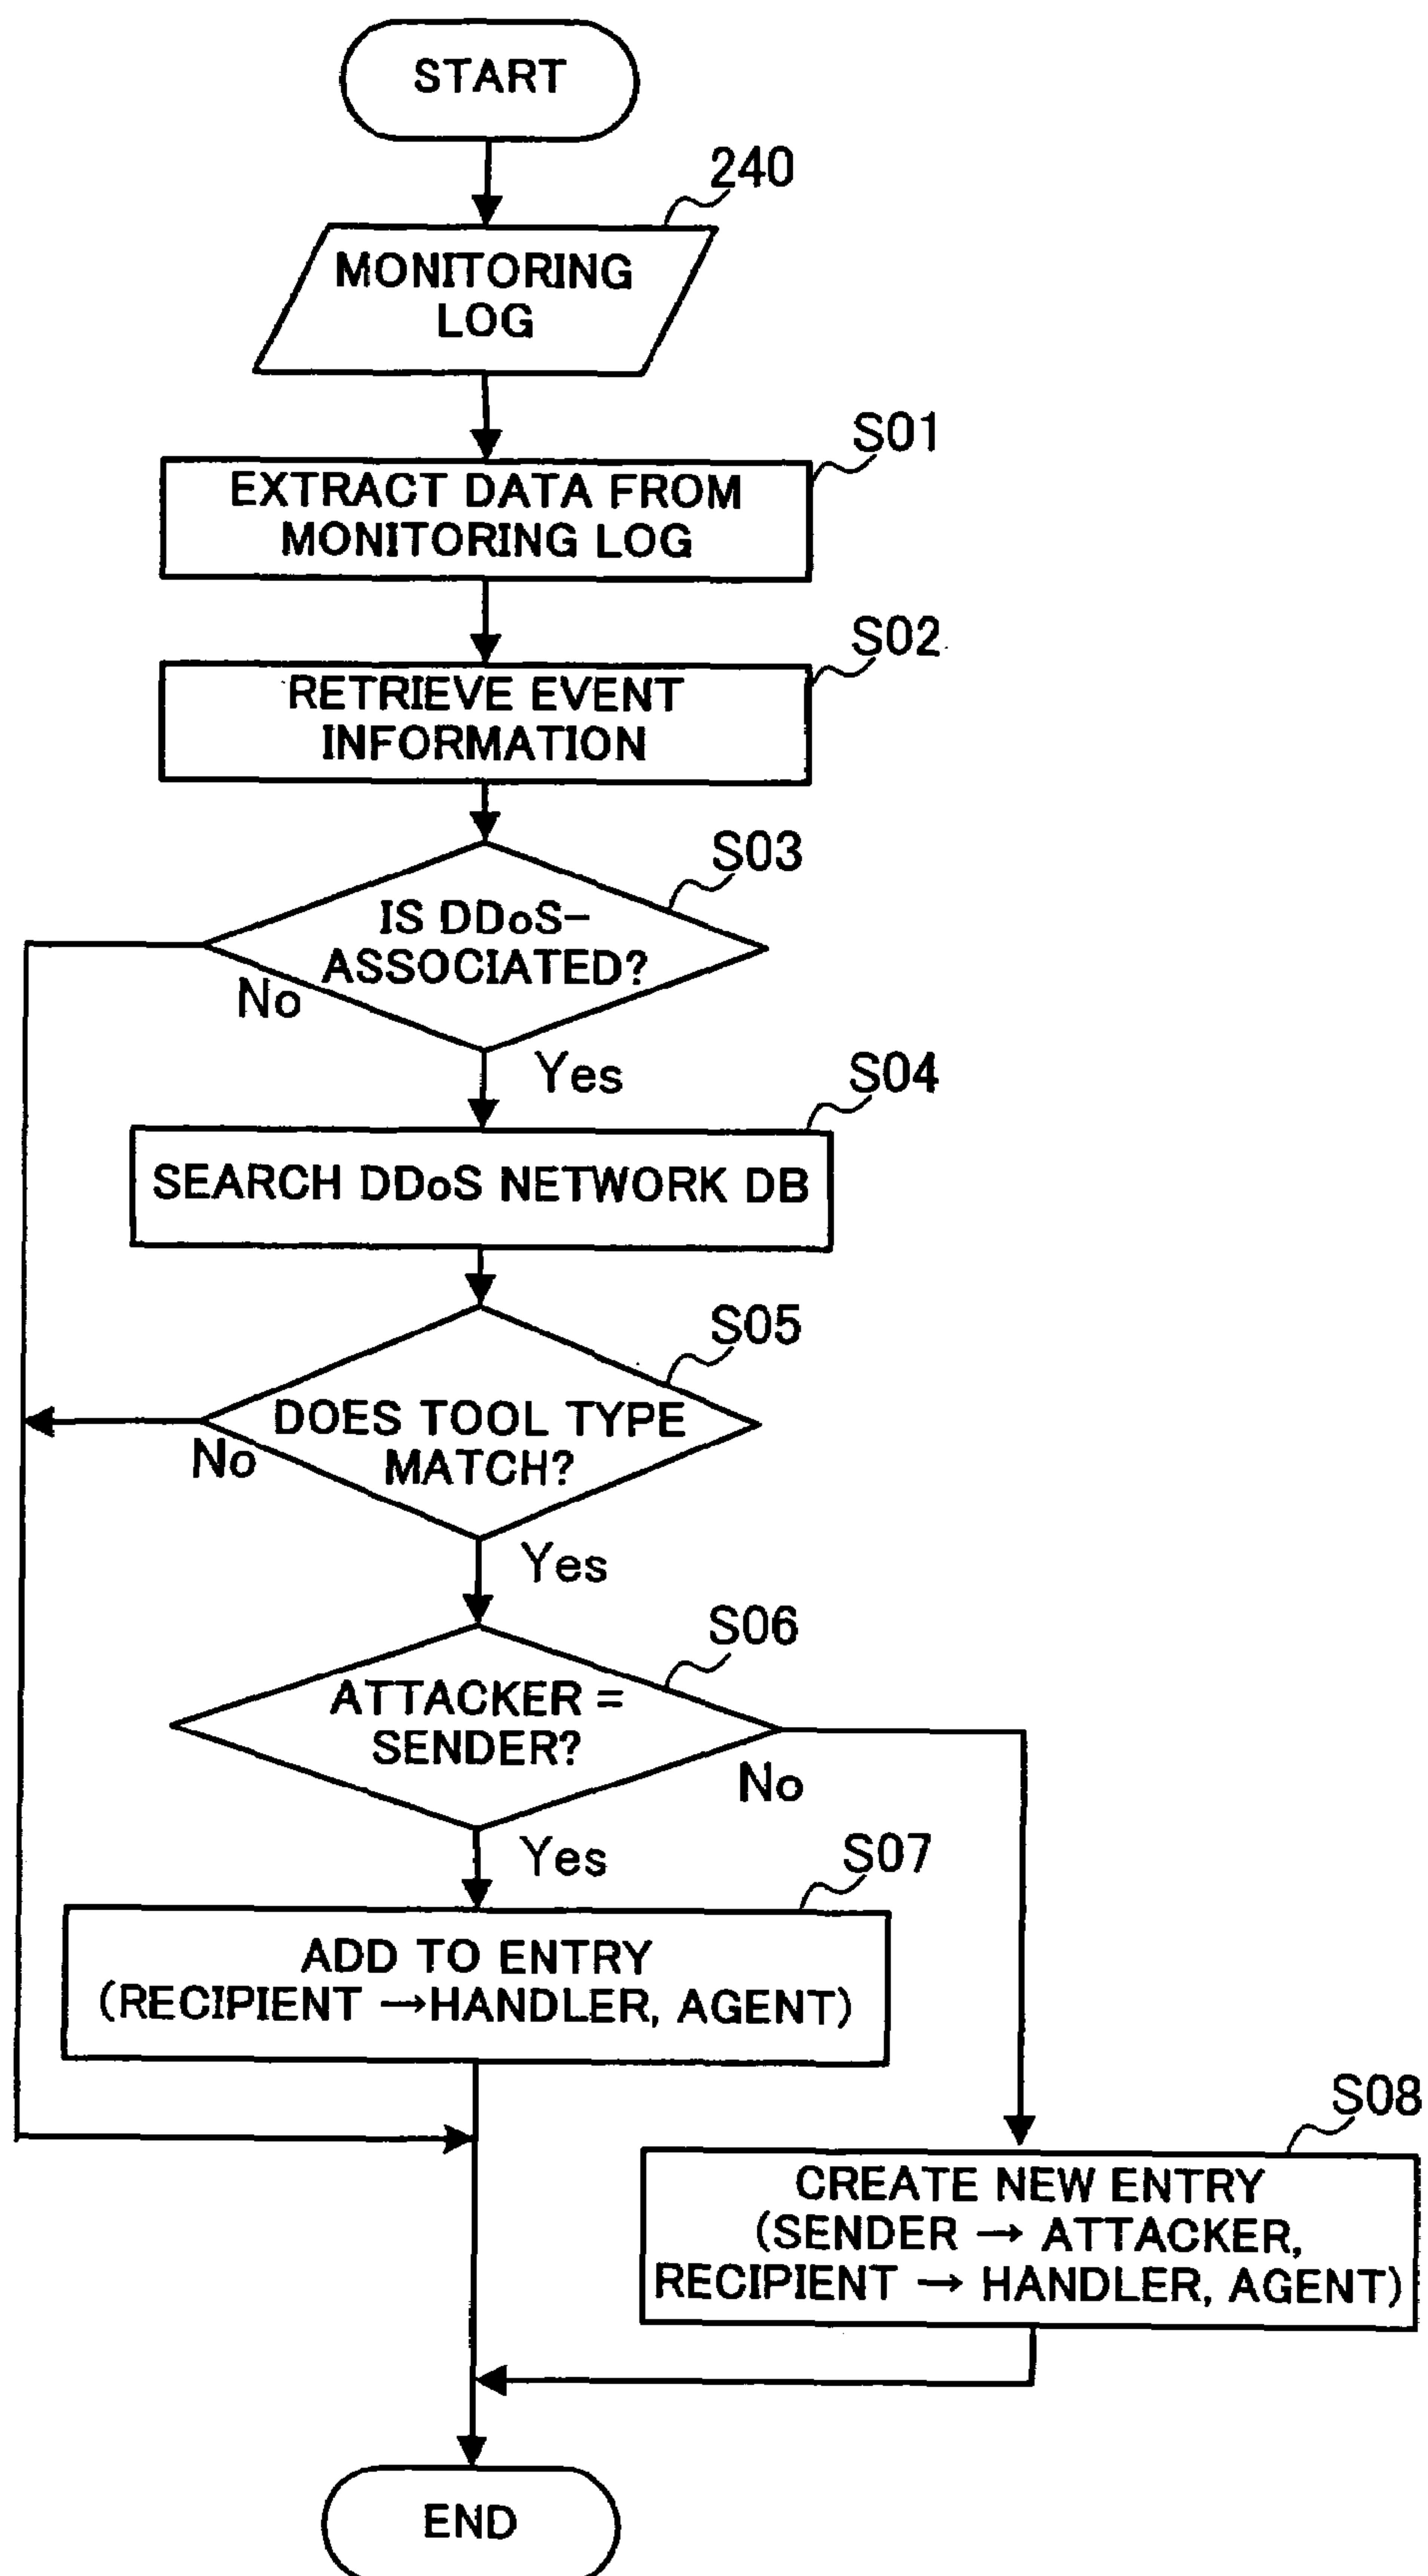 START
240
MONITORING
LOG
S01
EXTRACT DATA FROM
MONITORING LOG
S02
RETRIEVE EVENT
INFORMATION
S03
IS DDoS-
ASSOCIATED?
No
Yes
S04
SEARCH DDoS NETWORK DB
S05
DOES TOOL TYPE
MATCH?
No
Yes
S06
ATTACKER =
SENDER?
No
Yes
S07
ADD TO ENTRY
(RECIPIENT →HANDLER, AGENT)
S08
CREATE NEW ENTRY
(SENDER → ATTACKER,
RECIPIENT → HANDLER, AGENT)
END